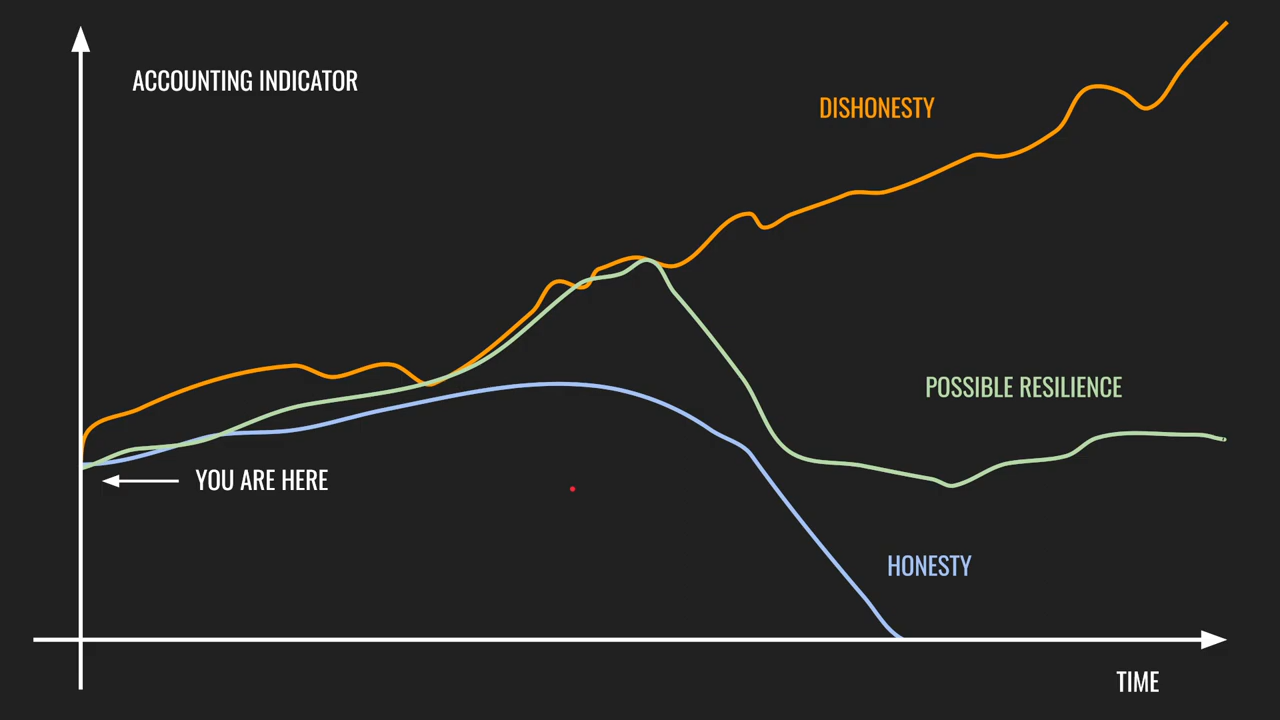 ACCOUNTING INDICATOR
DISHONESTY
POSSIBLE RESILIENCE
YOU ARE HERE
HONESTY
TIME